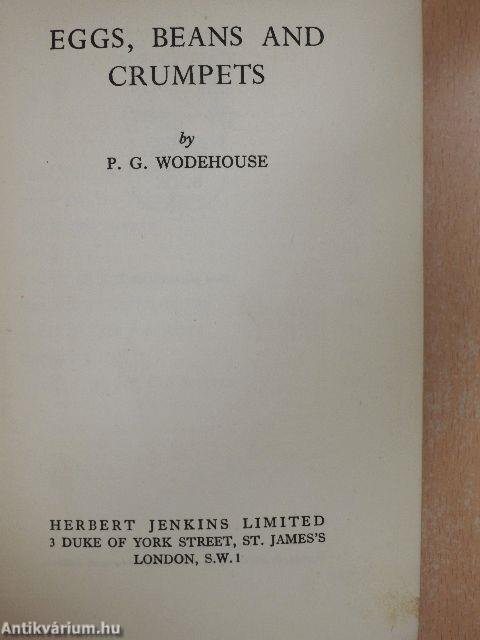 EGGS, BEANS AND
CRUMPETS
by
P. G. WODEHOUSE
HERBERT JENKINS LIMITED
3 DUKE OF YORK STREET, ST. JAMES'S
LONDON, S.W.1
Antikvárium.hu